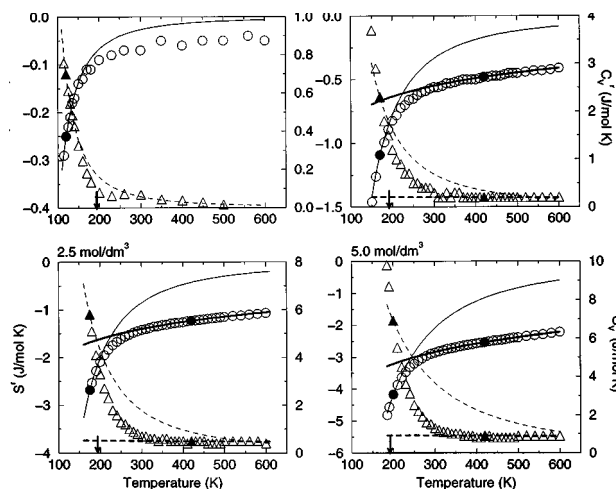 0.0 1.0 0.0 4
-0.1 0.8 -0.5 3 Cᵥʳ (J/mol K)
-0.2 0.6 2
-0.3 0.4 -1.0 1
0.2
-0.4 0.0 -1.5 0
100 200 300 400 500 600 100 200 300 400 500 600
2.5 mol/dm³ 5.0 mol/dm³
0 8 0 10
-1 6 -1 8
-2 4 -2 6
-3 4
-3 2 -4 2
-5
-4 0 -6 0
Sʳ (J/mol K)
100 200 300 400 500 600 100 200 300 400 500 600
Temperature (K) Temperature (K)